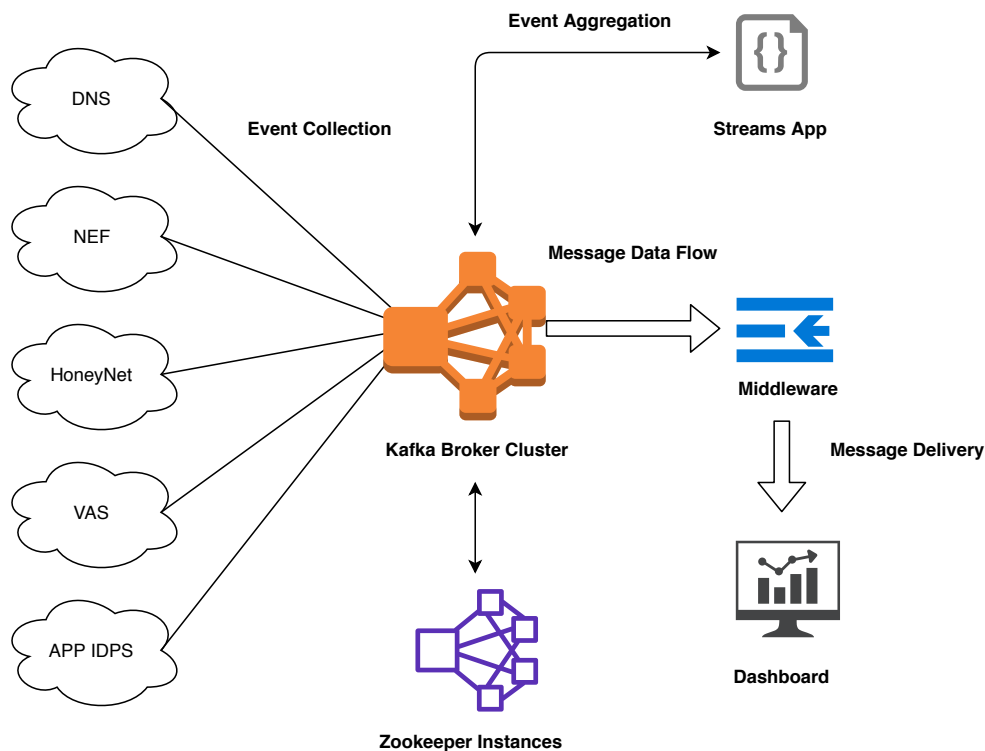 Event Aggregation
DNS
Event Collection
Streams App
NEF
Message Data Flow
HoneyNet
Middleware
Kafka Broker Cluster
Message Delivery
VAS
APP IDPS
Dashboard
Zookeeper Instances